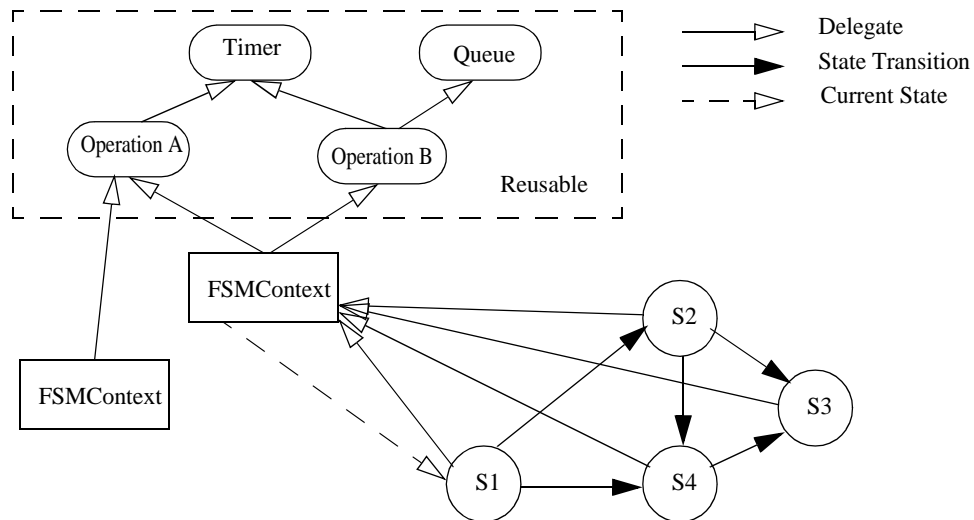 Timer
Queue
Delegate
State Transition
Current State
Operation A
Operation B
Reusable
FSMContext
FSMContext
S2
S3
S1
S4